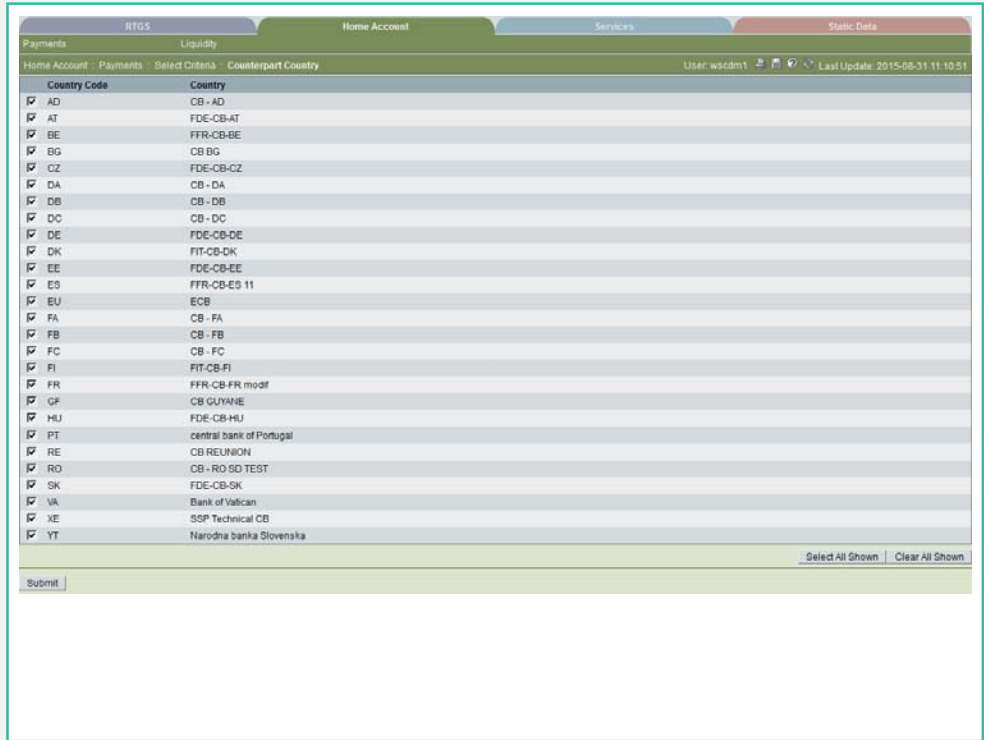 RTGS Home Account Services Static Data
Payments Liquidity
Home Account : Payments : Select Criteria : Counterpart Country User: wscdm1 Last Update: 2015-08-31 11:10:51
Country Code Country
AD CB - AD
AT FDE-CB-AT
BE FFR-CB-BE
BG CB BG
CZ FDE-CB-CZ
DA CB - DA
DB CB - DB
DC CB - DC
DE FDE-CB-DE
DK FIT-CB-DK
EE FDE-CB-EE
ES FFR-CB-ES 11
EU ECB
FA CB - FA
FB CB - FB
FC CB - FC
FI FIT-CB-FI
FR FFR-CB-FR modif
GF CB GUYANE
HU FDE-CB-HU
PT central bank of Portugal
RE CB REUNION
RO CB - RO SD TEST
SK FDE-CB-SK
VA Bank of Vatican
XE SSP Technical CB
YT Narodna banka Slovenska
Select All Shown Clear All Shown
Submit